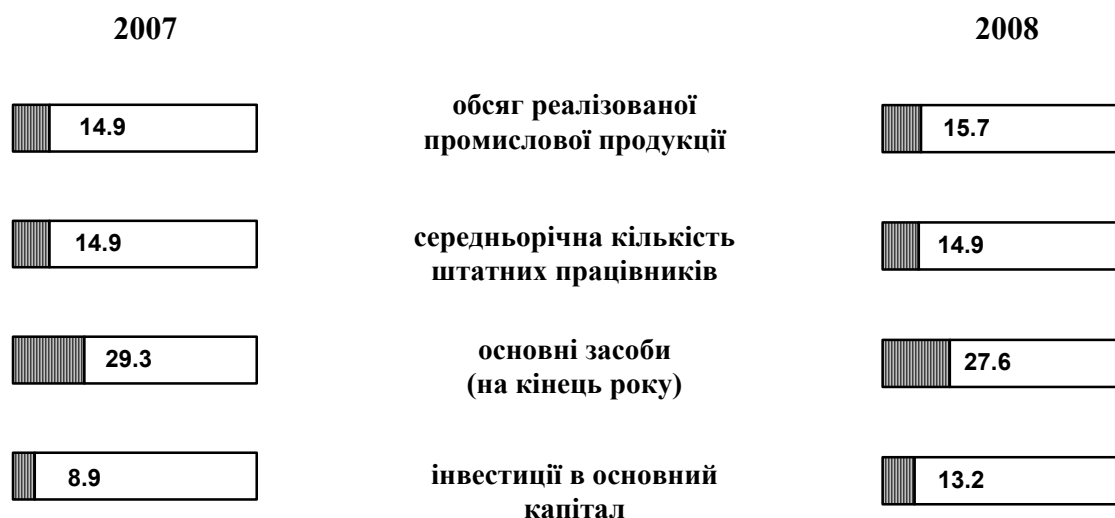 2007
2008
14.9
обсяг реалізованої
промислової продукції
15.7
14.9
середньорічна кількість
штатних працівників
14.9
29.3
основні засоби
(на кінець року)
27.6
8.9
інвестиції в основний
капітал
13.2